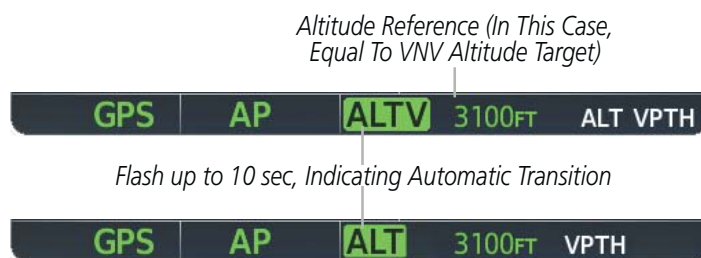 Altitude Reference (In This Case,
Equal To VNV Altitude Target)
GPS AP ALTV 3100FT ALT VPTH
Flash up to 10 sec, Indicating Automatic Transition
GPS AP ALT 3100FT VPTH